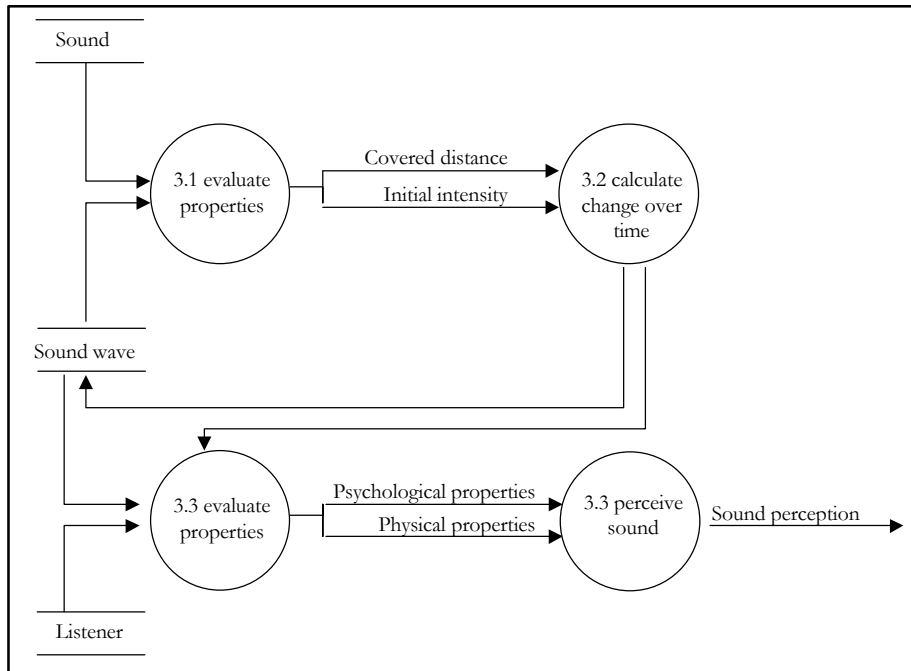 Sound
3.1 evaluate
properties
Covered distance
Initial intensity
3.2 calculate
change over
time
Sound wave
3.3 evaluate
properties
Psychological properties
Physical properties
3.3 perceive
sound
Sound perception
Listener